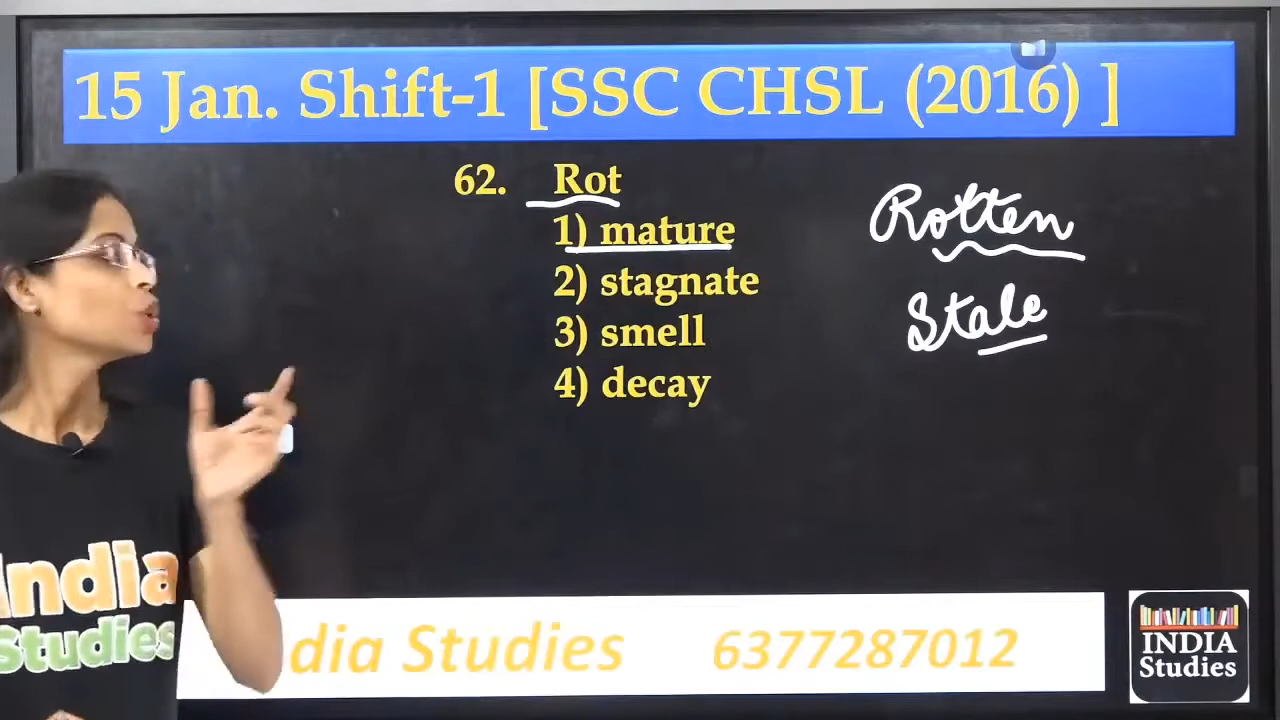 15 Jan. Shift-1 [SSC CHSL (2016) ]
62. Rot
1) mature
2) stagnate
3) smell
4) decay
Rotten
Stale
India
Studies
dia Studies 6377287012
INDIA
Studies